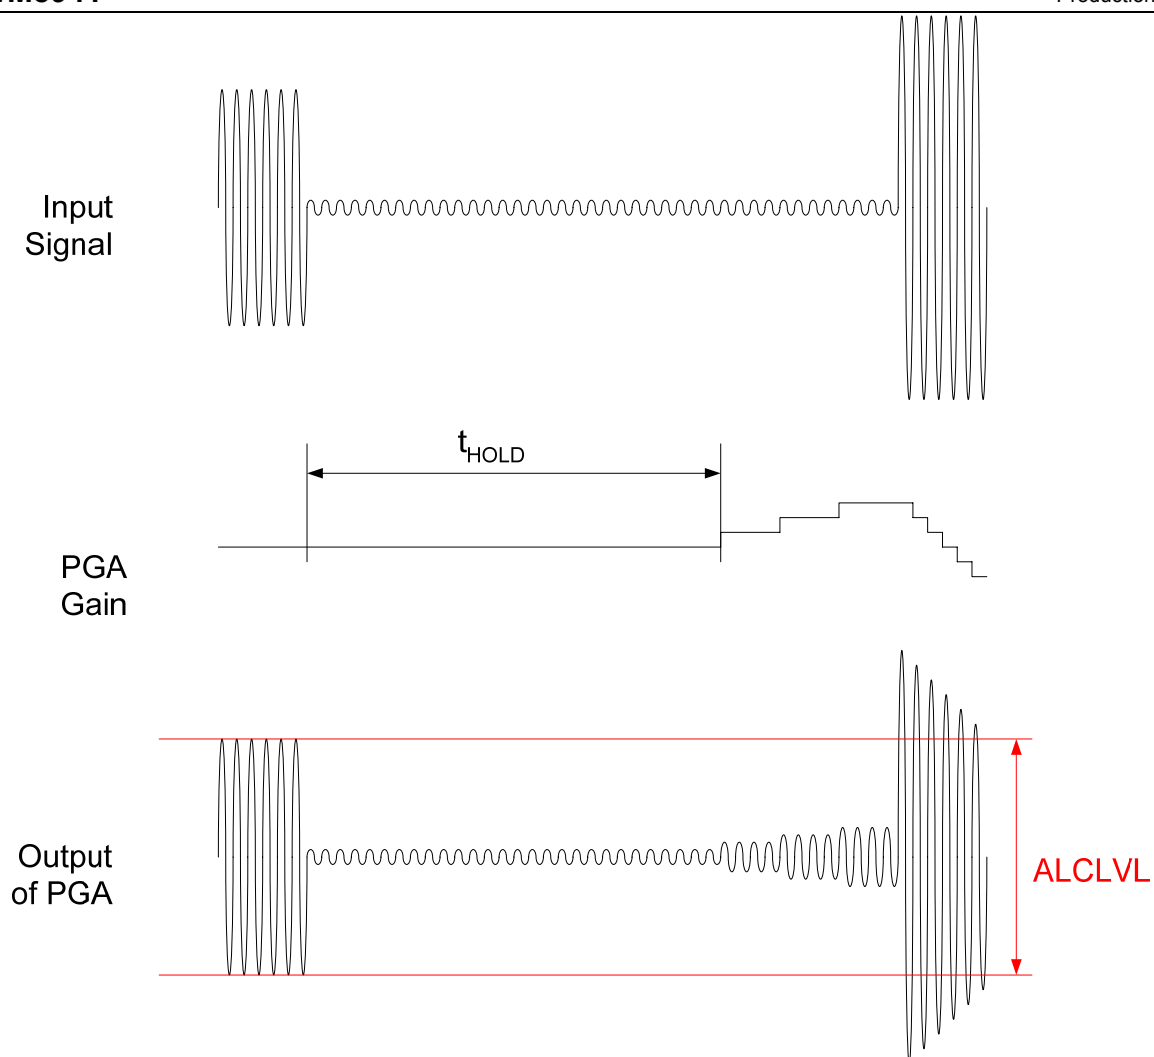 Input
Signal
tHOLD
PGA
Gain
Output
of PGA
ALCLVL